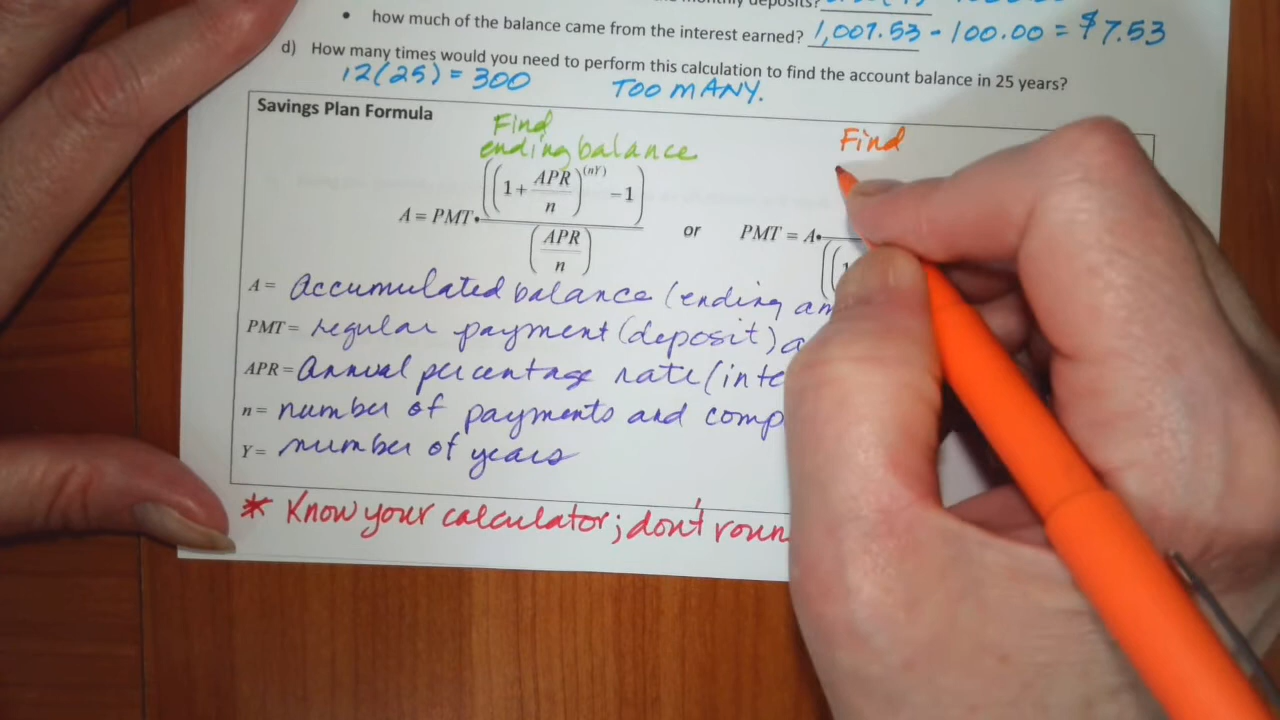 monthly deposits?
• how much of the balance came from the interest earned? 1,007.53 - 100.00 = $7.53
d) How many times would you need to perform this calculation to find the account balance in 25 years?
12(25) = 300 TOO MANY.
Savings Plan Formula
Find Find
ending balance
A = PMT • ((1 + APR/n)^(nY) - 1) / (APR/n) or PMT = A•
A = Accumulated balance (ending am
PMT = regular payment (deposit) a
APR = Annual percentage rate (inte
n = number of payments and comp
Y = number of years
* Know your calculator; don't roun